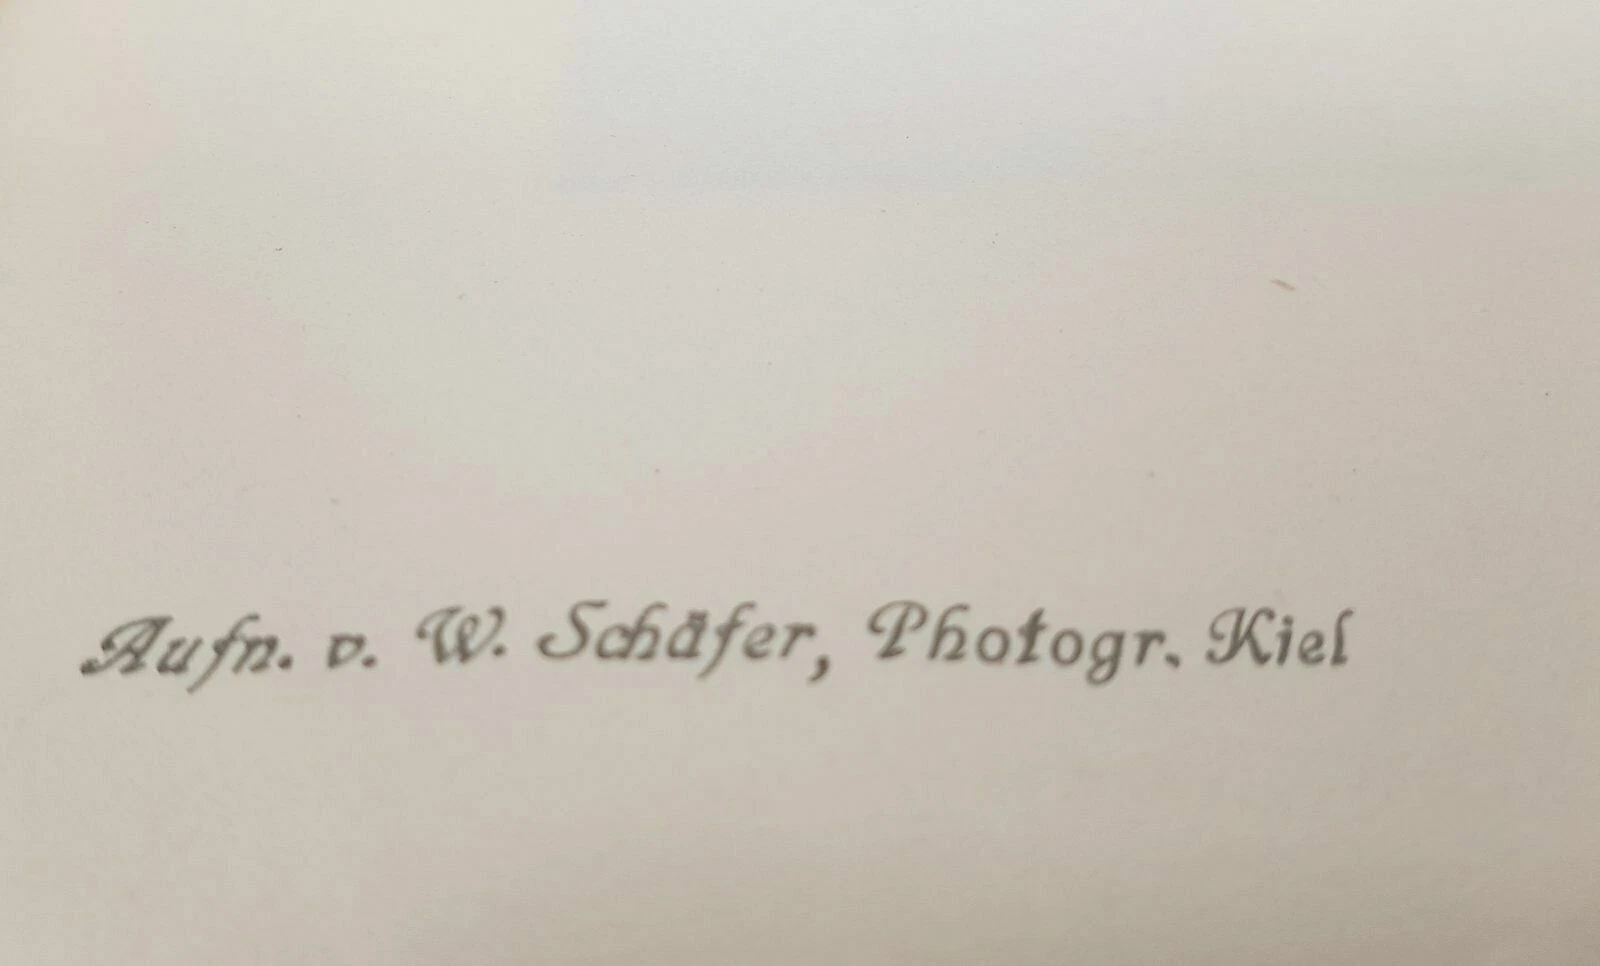 Aufn. v. W. Schäfer, Photogr. Kiel